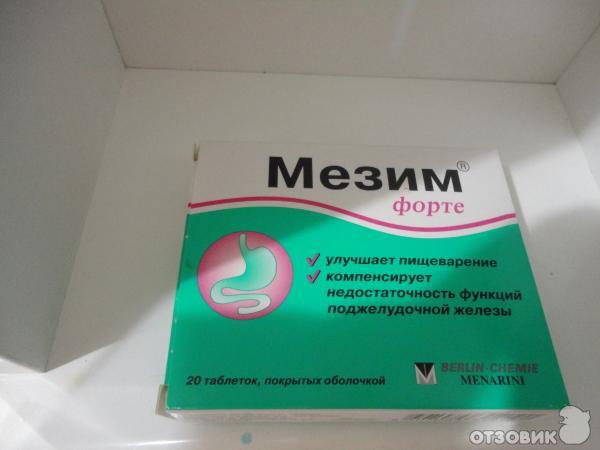 Мезим®
форте
✓ улучшает пищеварение
✓ компенсирует
недостаточность функций
поджелудочной железы
BERLIN-CHEMIE
MENARINI
20 таблеток, покрытых оболочкой
ОТЗОВИК